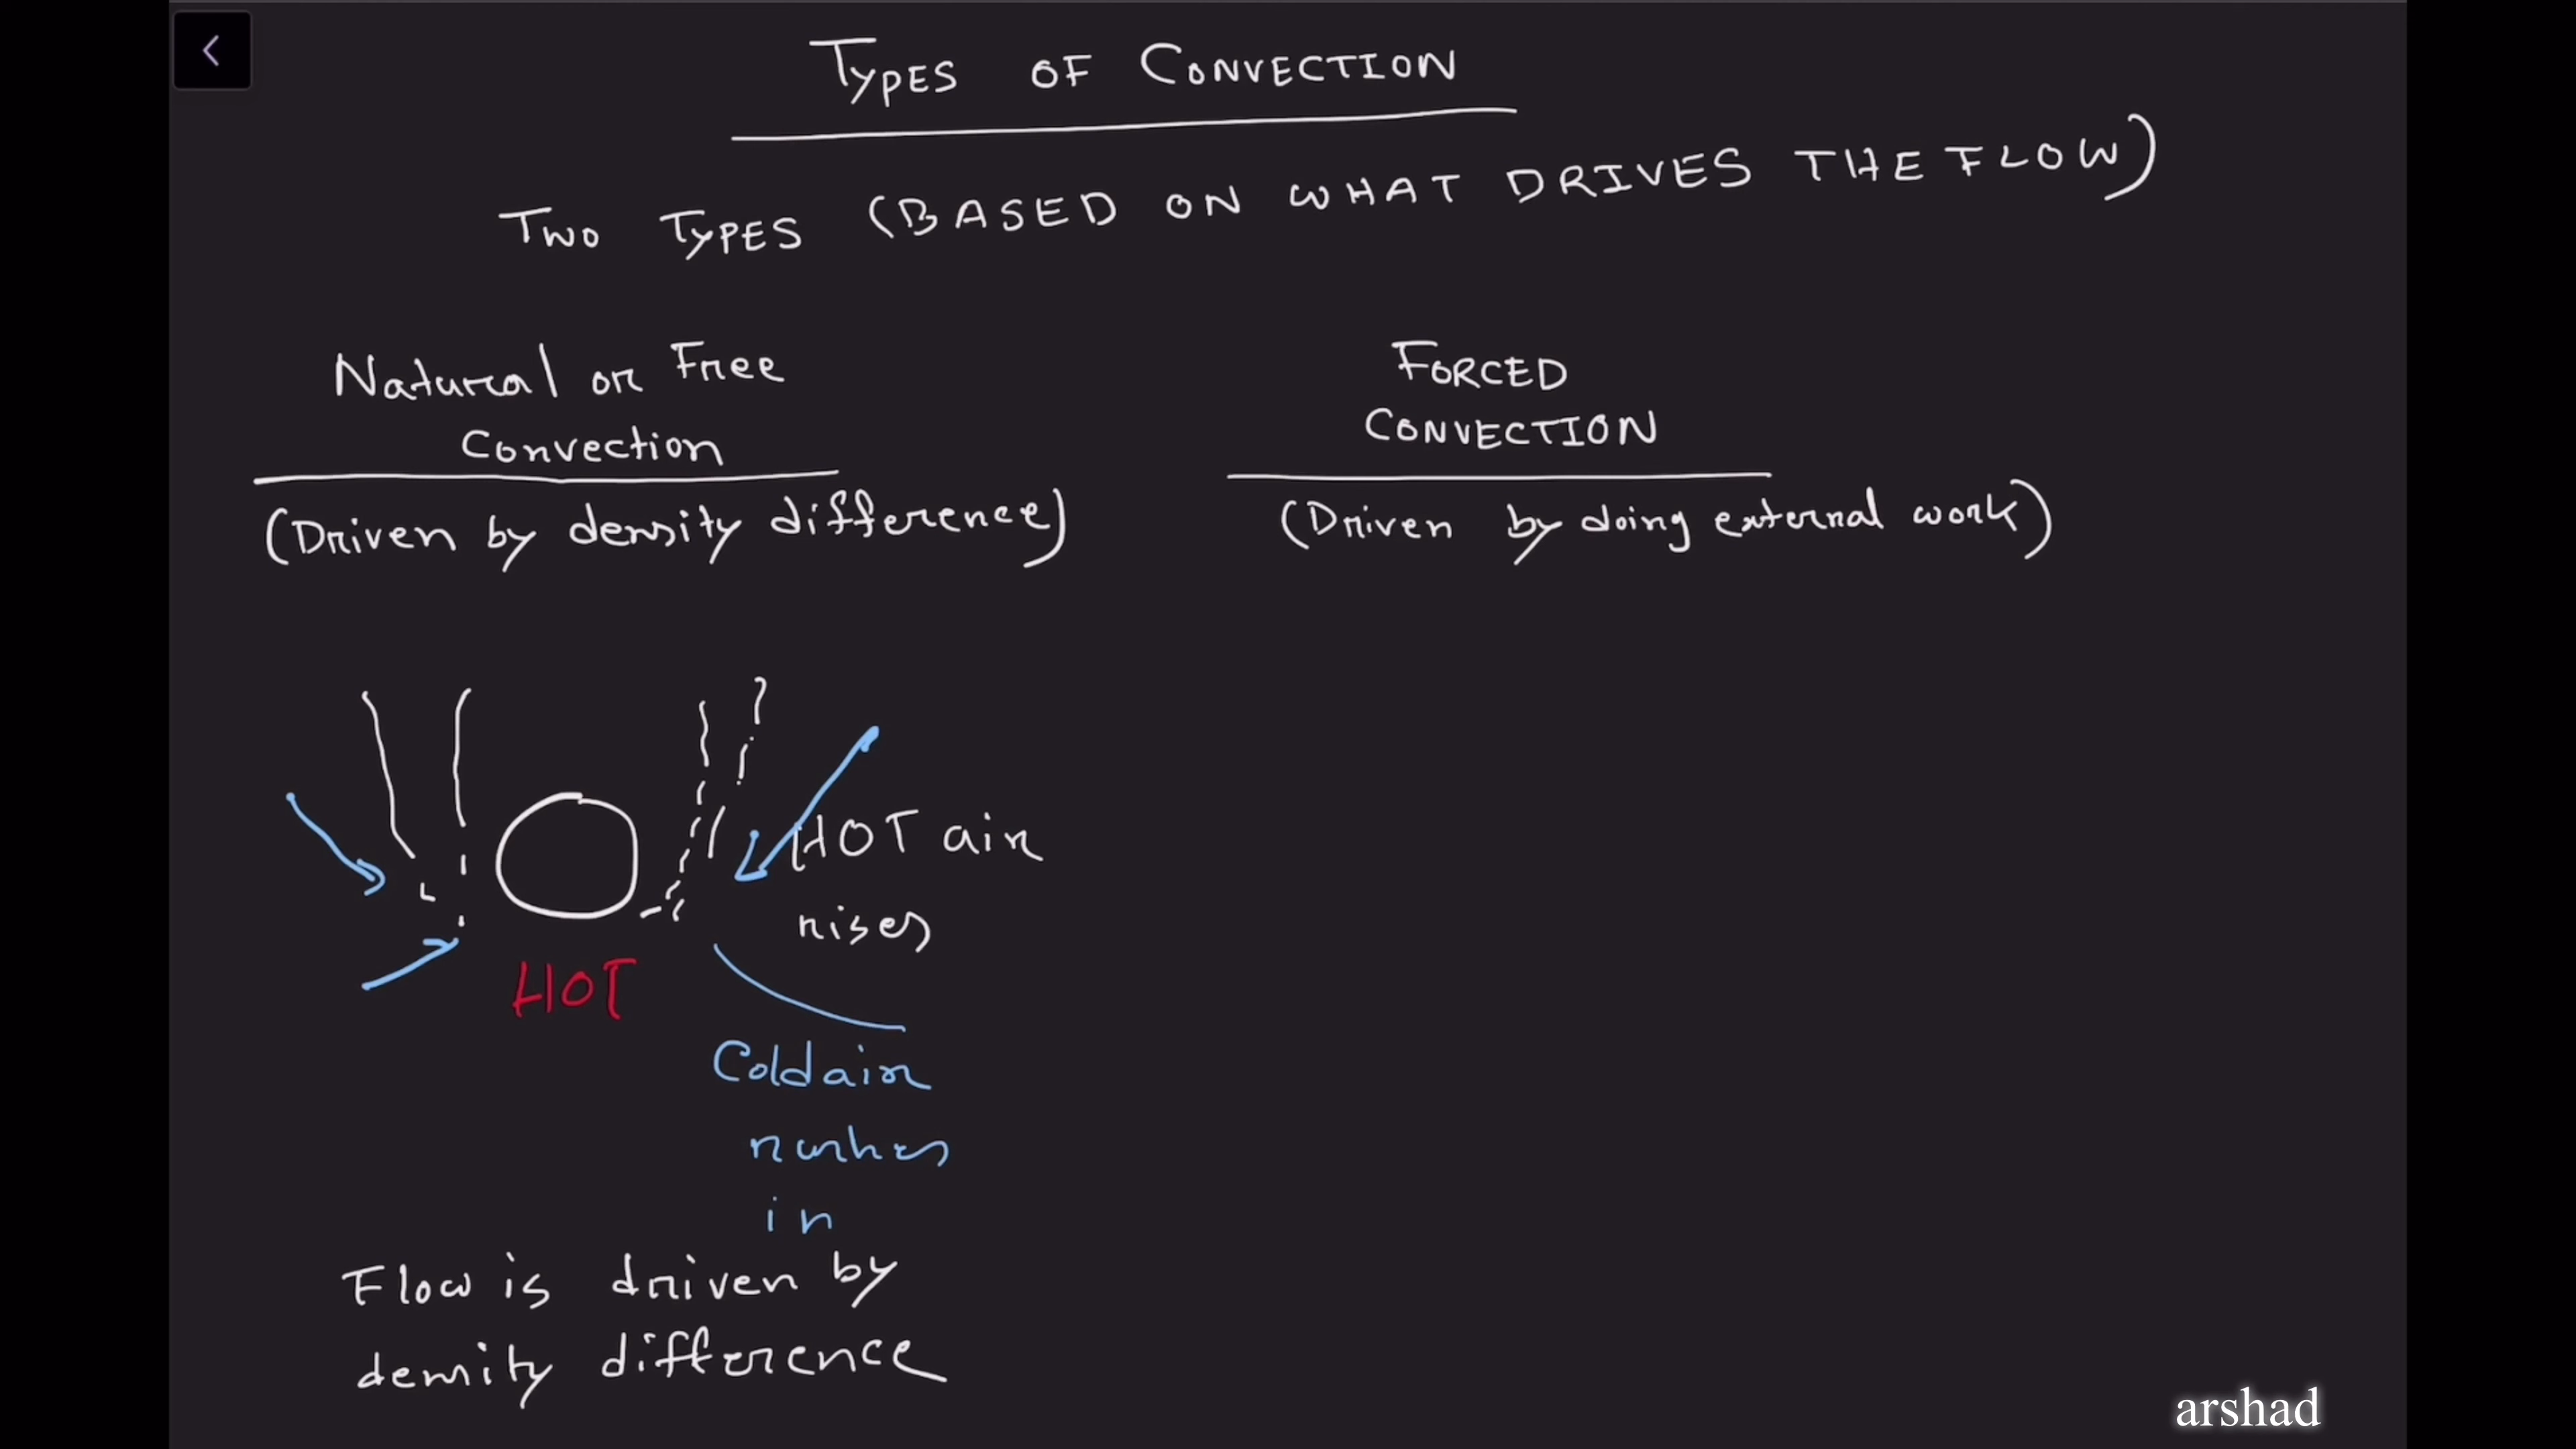 TYPES OF CONVECTION
TWO TYPES (BASED ON WHAT DRIVES THE FLOW)
Natural or Free
Convection
(Driven by density difference)
FORCED
CONVECTION
(Driven by doing external work)
HOT air
rises
HOT
Cold air
rushes
in
Flow is driven by
density difference
arshad